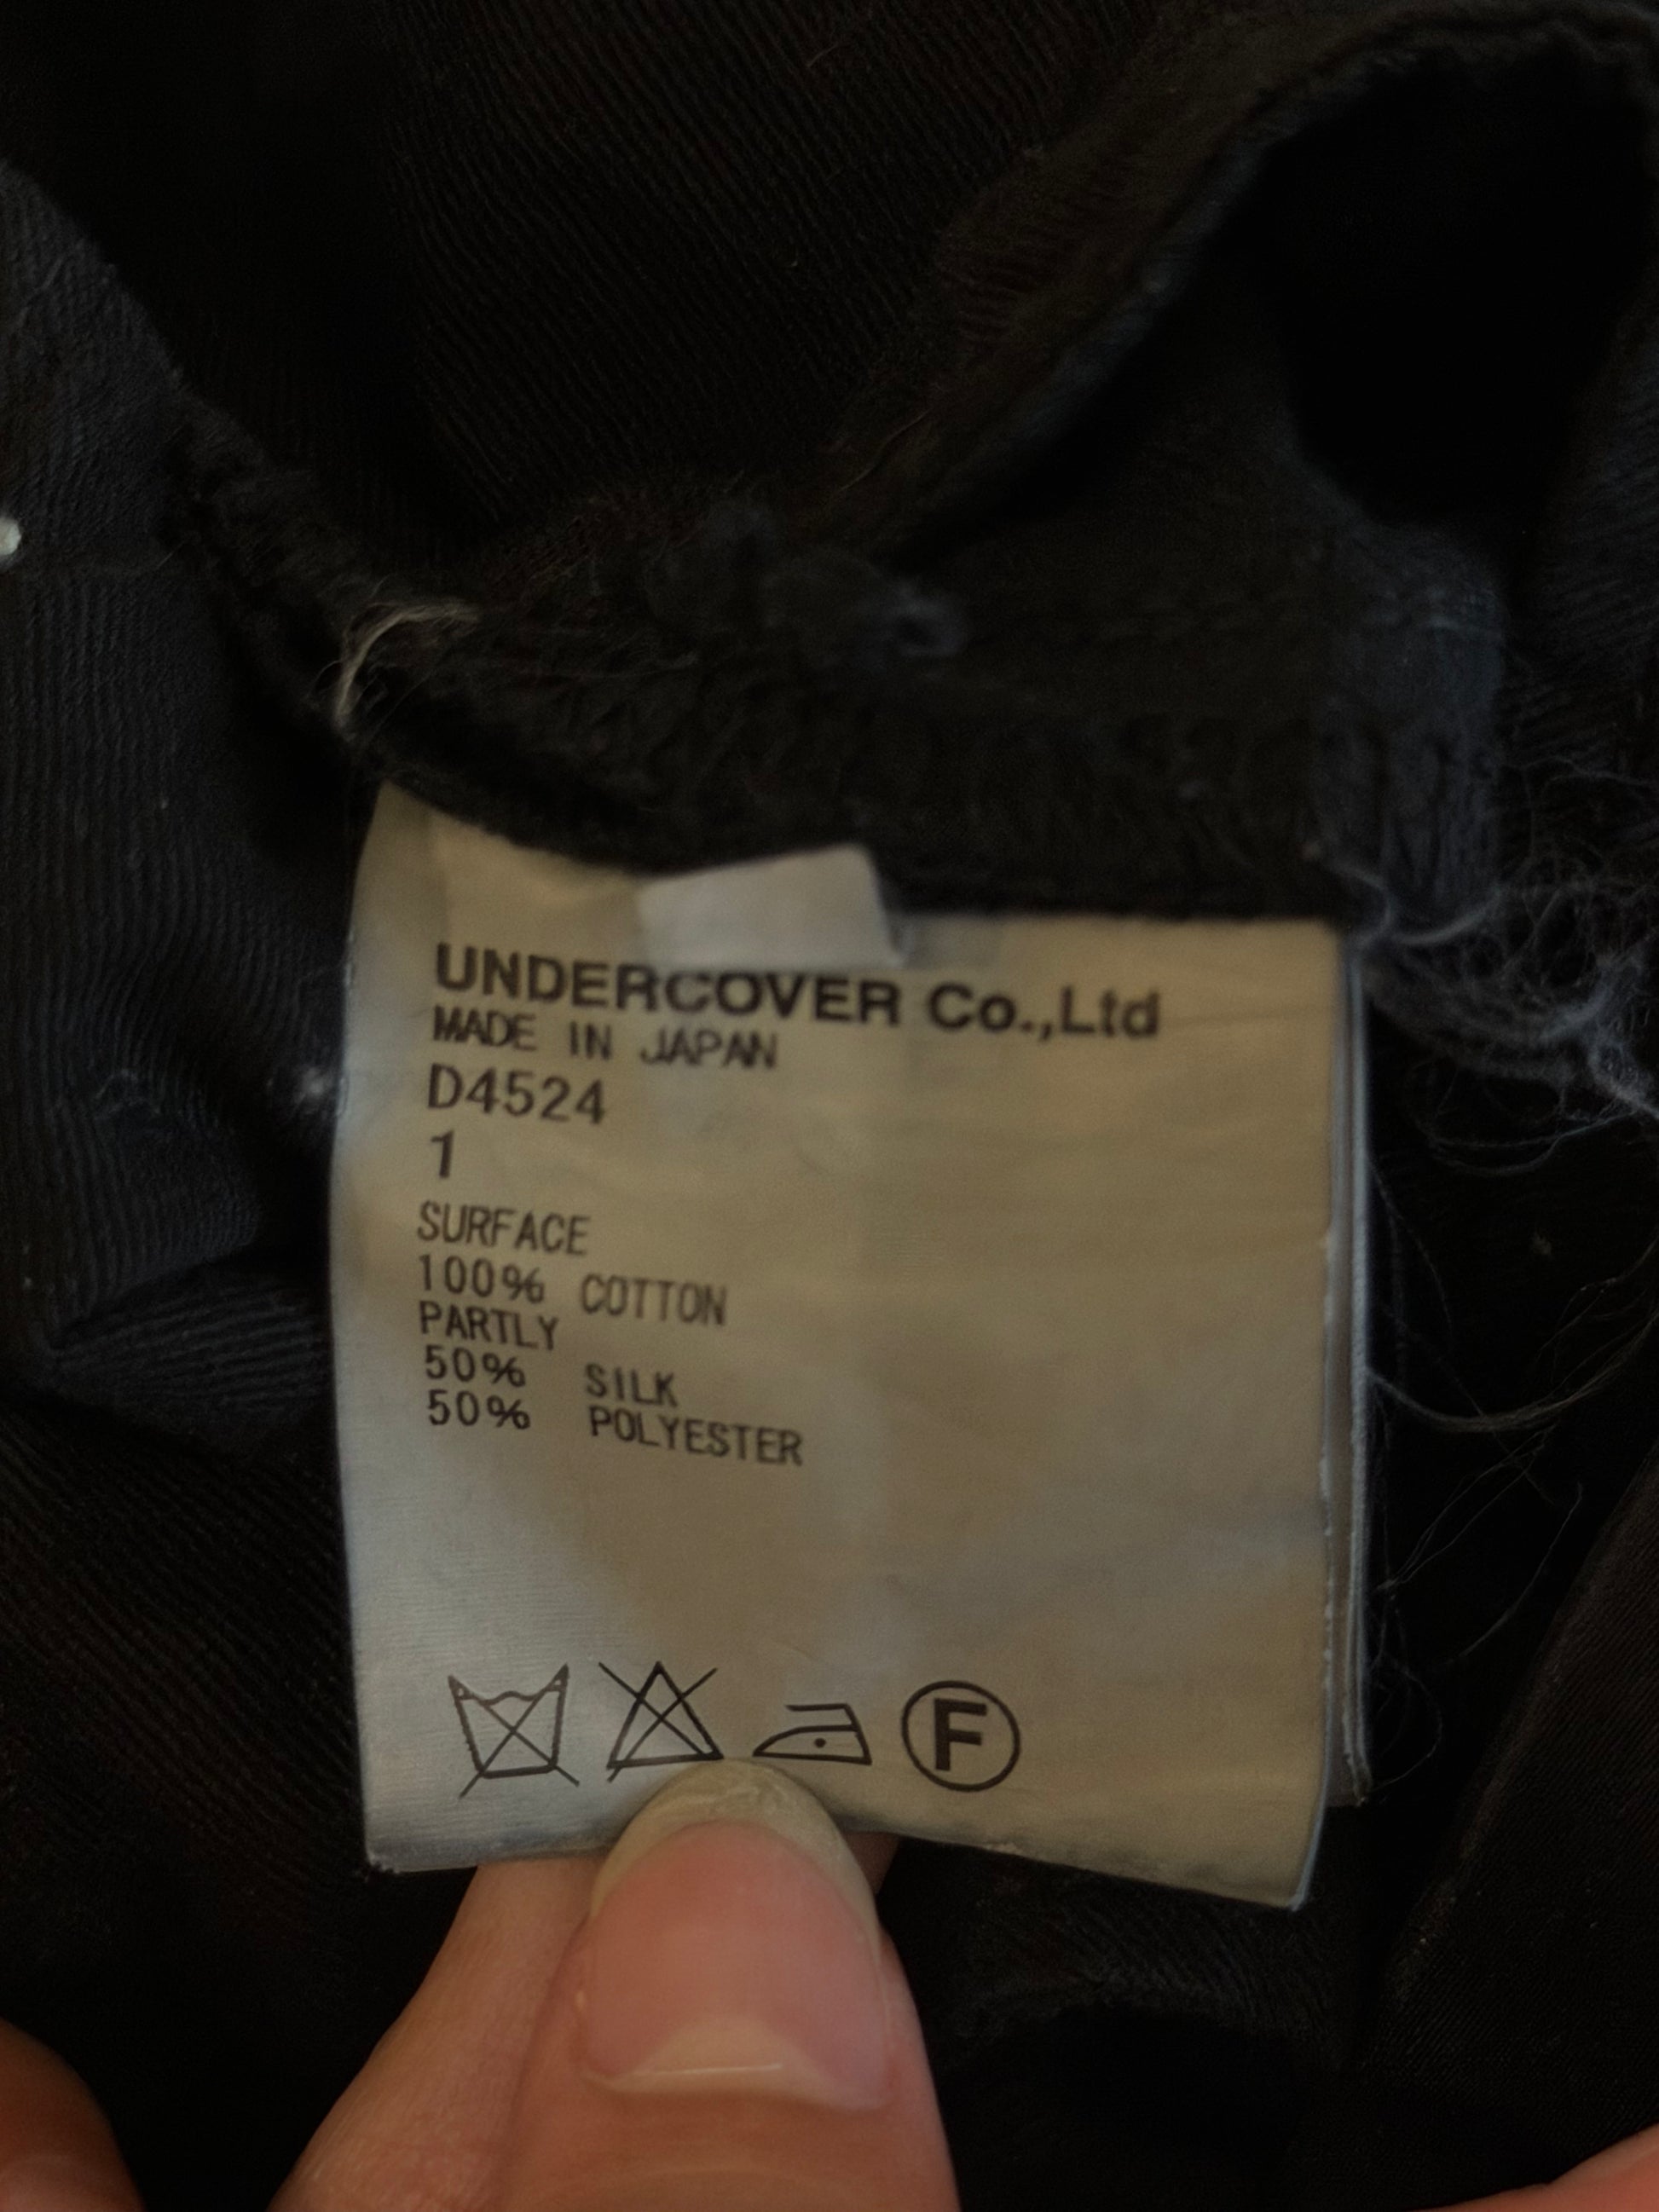 UNDERCOVER Co.,Ltd
MADE IN JAPAN
D4524
1
SURFACE
100% COTTON
PARTLY
50% SILK
50% POLYESTER
F